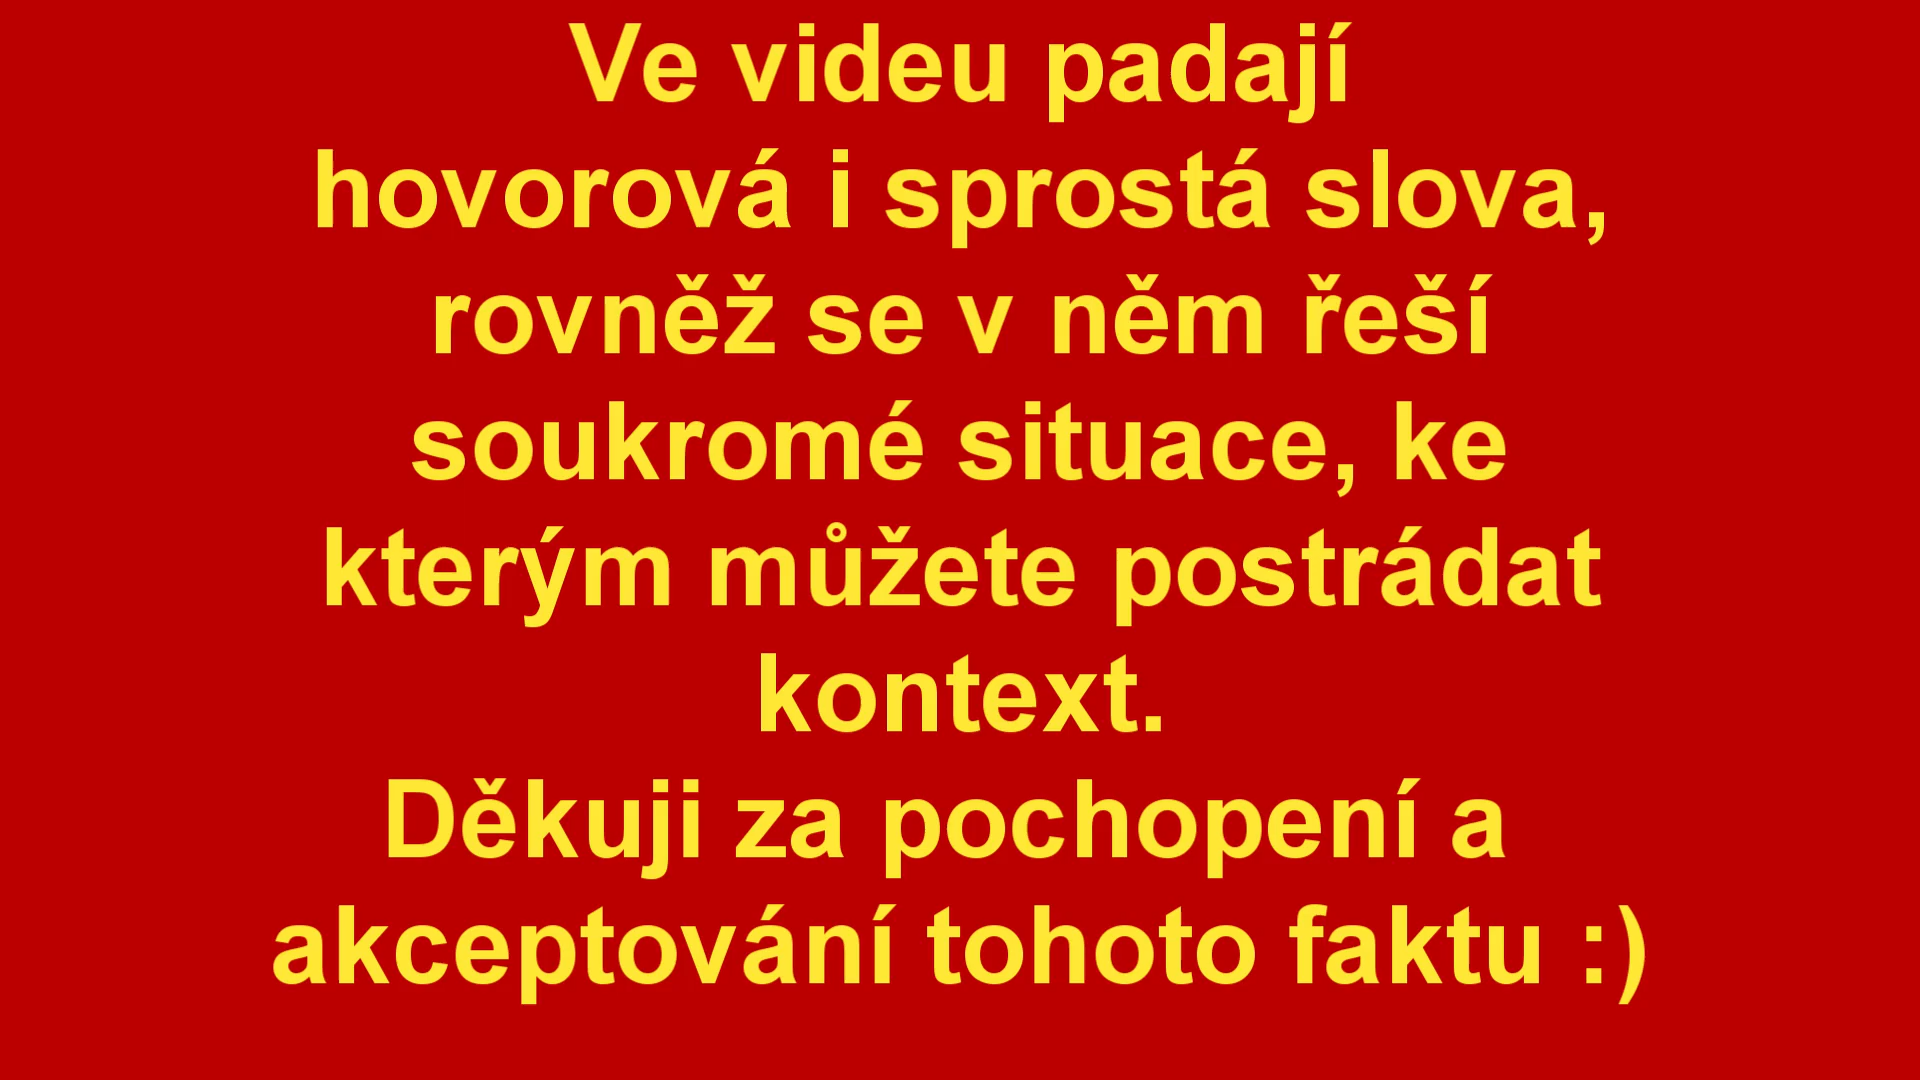 Ve videu padají
hovorová i sprostá slova,
rovněž se v něm řeší
soukromé situace, ke
kterým můžete postrádat
kontext.
Děkuji za pochopení a
akceptování tohoto faktu :)